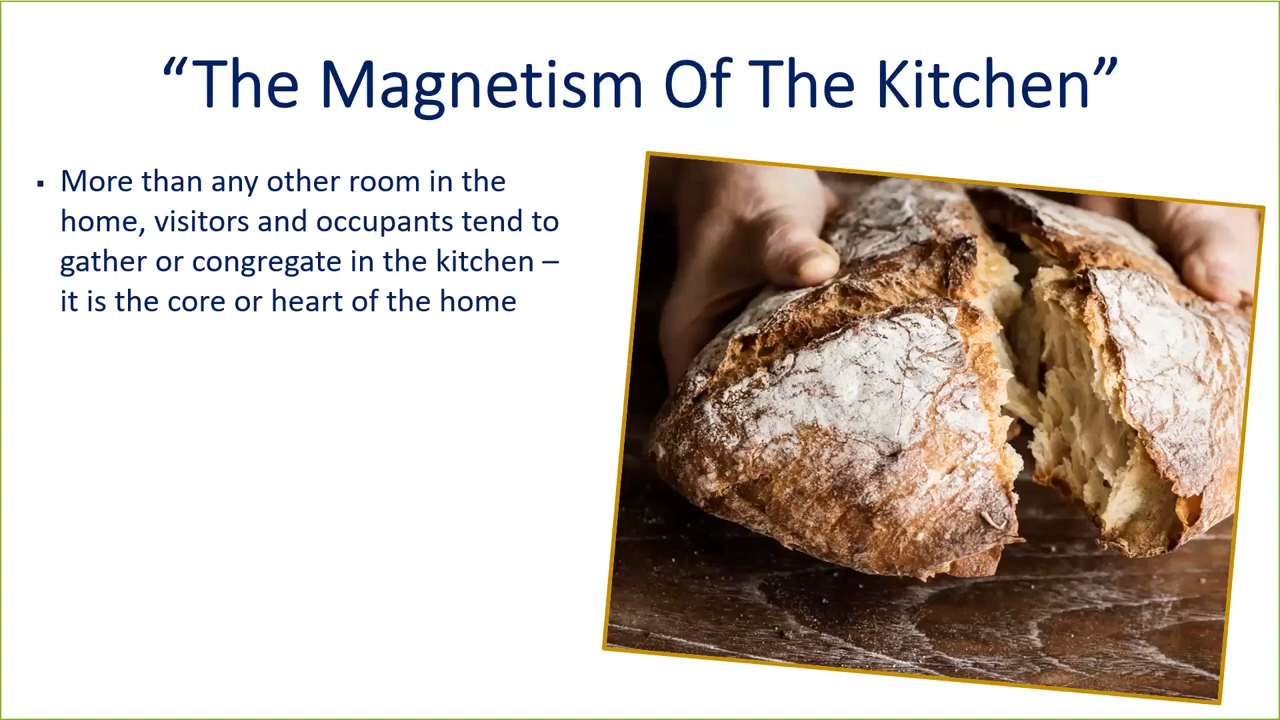 “The Magnetism Of The Kitchen”
▪ More than any other room in the
home, visitors and occupants tend to
gather or congregate in the kitchen –
it is the core or heart of the home